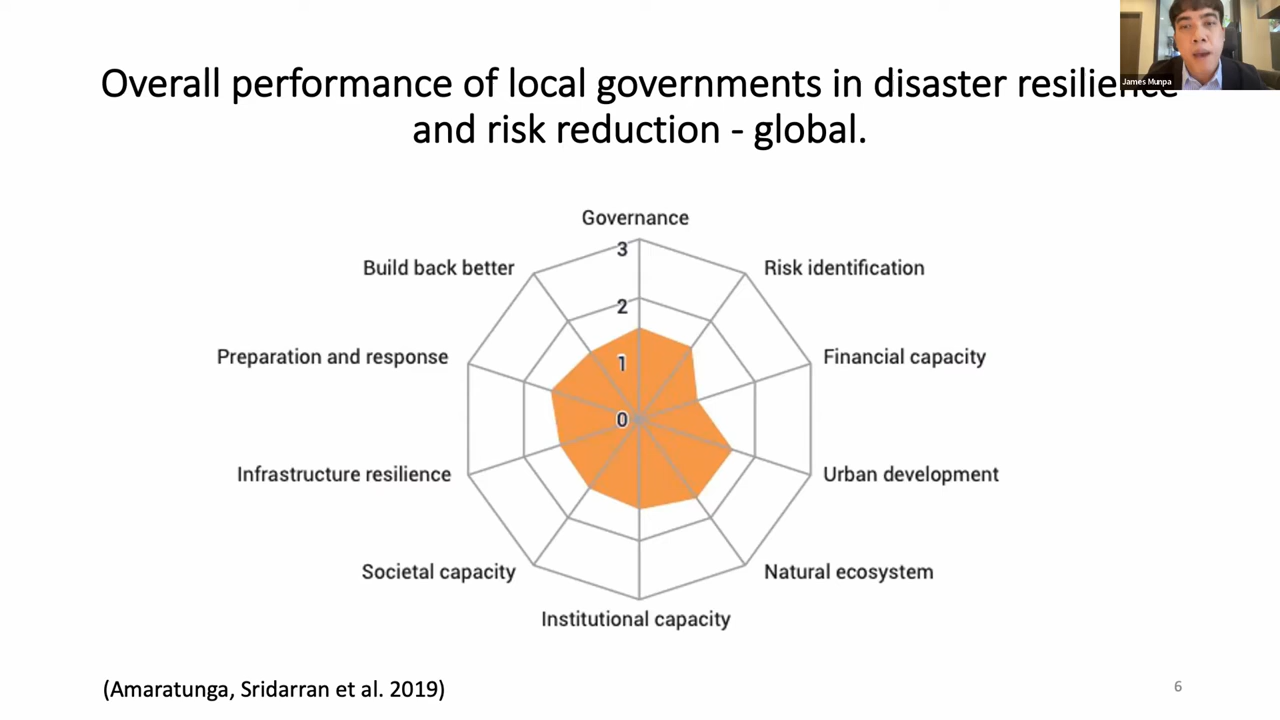 James Munpa
Overall performance of local governments in disaster resilience
and risk reduction - global.
Governance
3
Build back better
Risk identification
2
Preparation and response
1
Financial capacity
0
Infrastructure resilience
Urban development
Societal capacity
Natural ecosystem
Institutional capacity
(Amaratunga, Sridarran et al. 2019)
6